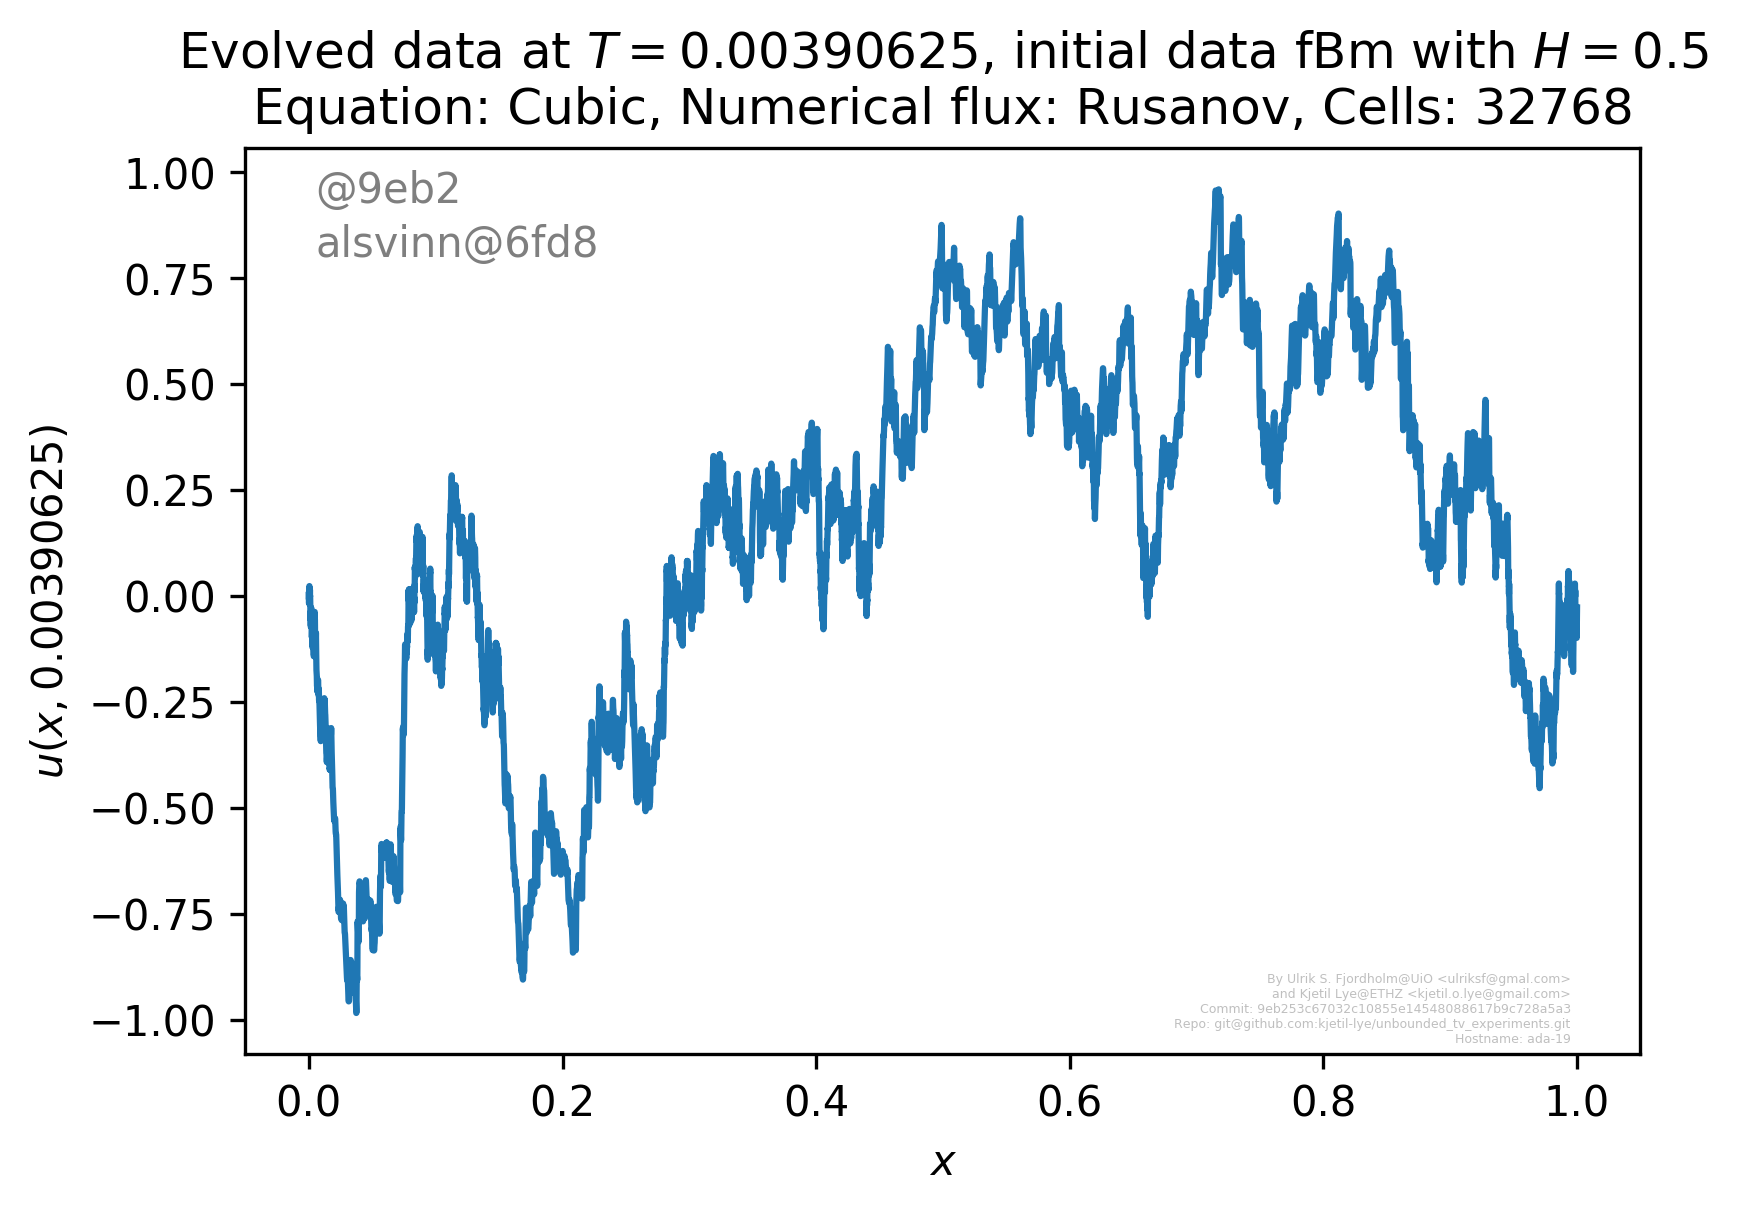 Evolved data at T = 0.00390625, initial data fBm with H = 0.5
Equation: Cubic, Numerical flux: Rusanov, Cells: 32768
@9eb2
alsvinn@6fd8
1.00
0.75
0.50
0.25
0.00
−0.25
−0.50
−0.75
−1.00
u(x, 0.00390625)
By Ulrik S. Fjordholm@UiO <ulriksf@gmal.com>
and Kjetil Lye@ETHZ <kjetil.o.lye@gmail.com>
Commit: 9eb253c67032c10855e14548088617b9c728a5a3
Repo: git@github.com:kjetil-lye/unbounded_tv_experiments.git
Hostname: ada-19
0.0 0.2 0.4 0.6 0.8 1.0
x